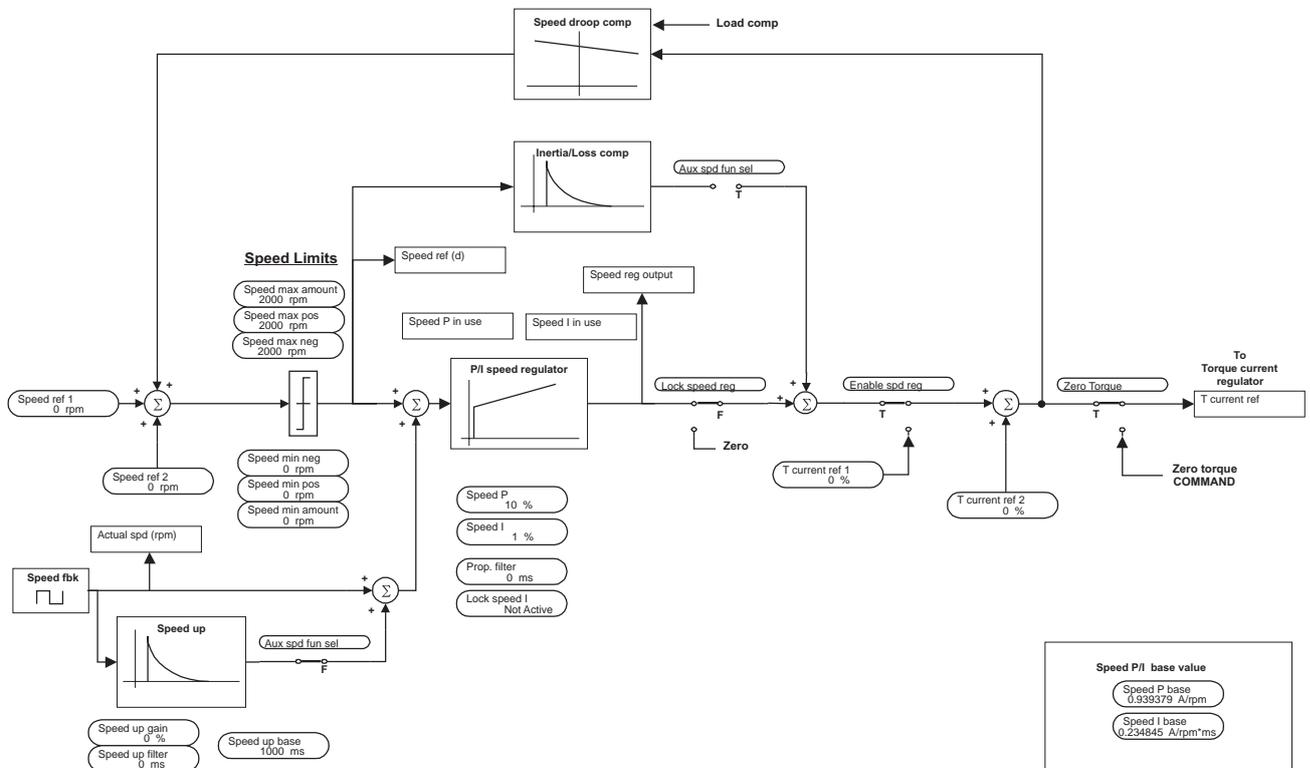 Speed droop comp
Load comp
Inertia/Loss comp
Aux spd fun sel
T
Speed Limits
Speed ref (d)
Speed reg output
Speed max amount
2000 rpm
Speed max pos
2000 rpm
Speed max neg
2000 rpm
Speed P in use
Speed I in use
P/I speed regulator
To
Torque current
regulator
T current ref
Speed ref 1
0 rpm
+
+
Σ
+
+
Σ
+
Lock speed reg
F
Zero
+
Σ
+
Enable spd reg
T
+
Σ
+
Zero Torque
T
Speed ref 2
0 rpm
Speed min neg
0 rpm
Speed min pos
0 rpm
Speed min amount
0 rpm
T current ref 1
0 %
T current ref 2
0 %
Zero torque
COMMAND
Speed P
10 %
Speed I
1 %
Prop. filter
0 ms
Lock speed I
Not Active
Actual spd (rpm)
Speed fbk
+
Σ
+
Speed up
Aux spd fun sel
F
Speed up gain
0 %
Speed up filter
0 ms
Speed up base
1000 ms
Speed P/I base value
Speed P base
0.939379 A/rpm
Speed I base
0.234845 A/rpm*ms